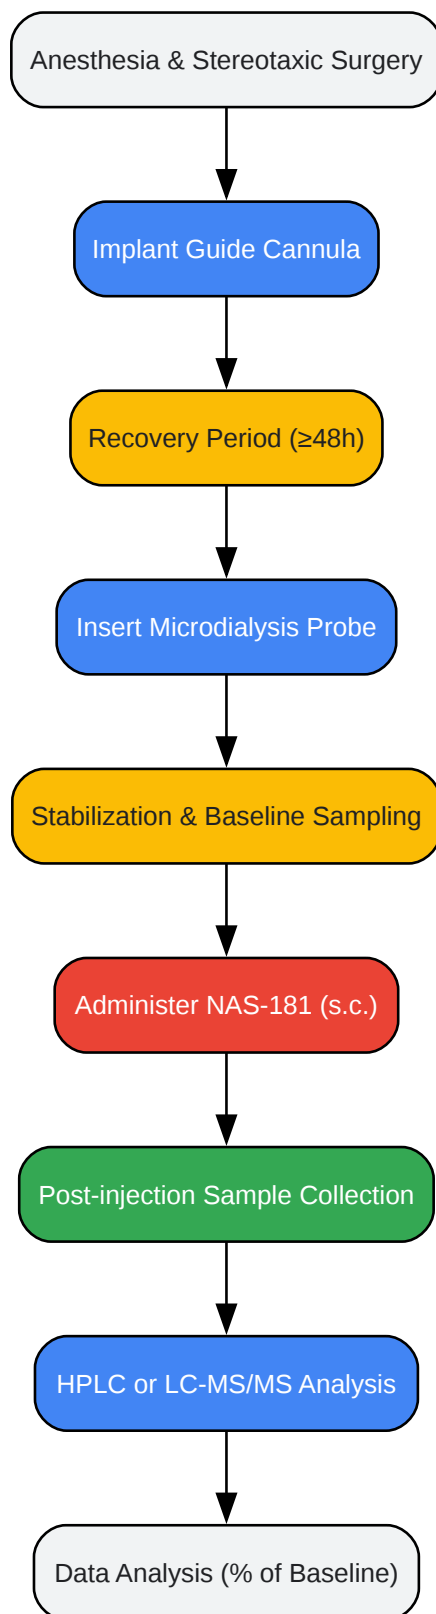 Anesthesia & Stereotaxic Surgery
Implant Guide Cannula
Recovery Period (≥48h)
Insert Microdialysis Probe
Stabilization & Baseline Sampling
Administer NAS-181 (s.c.)
Post-injection Sample Collection
HPLC or LC-MS/MS Analysis
Data Analysis (% of Baseline)